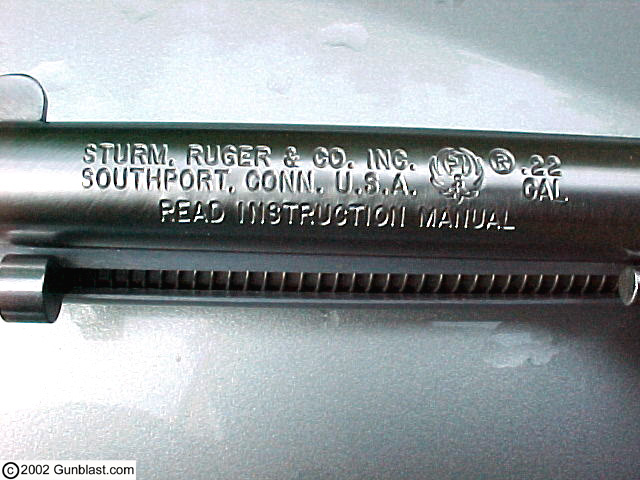 STURM, RUGER & CO. INC. ® .22
SOUTHPORT, CONN. U.S.A. CAL.
READ INSTRUCTION MANUAL
©2002 Gunblast.com